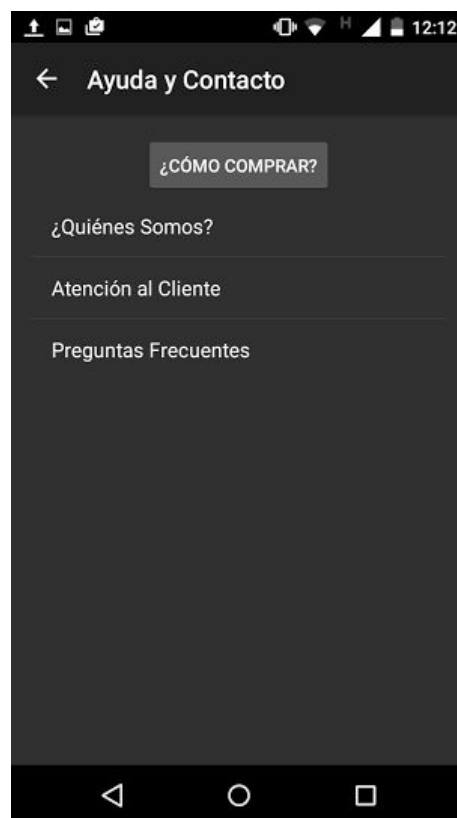 H 12:12
Ayuda y Contacto
¿CÓMO COMPRAR?
¿Quiénes Somos?
Atención al Cliente
Preguntas Frecuentes